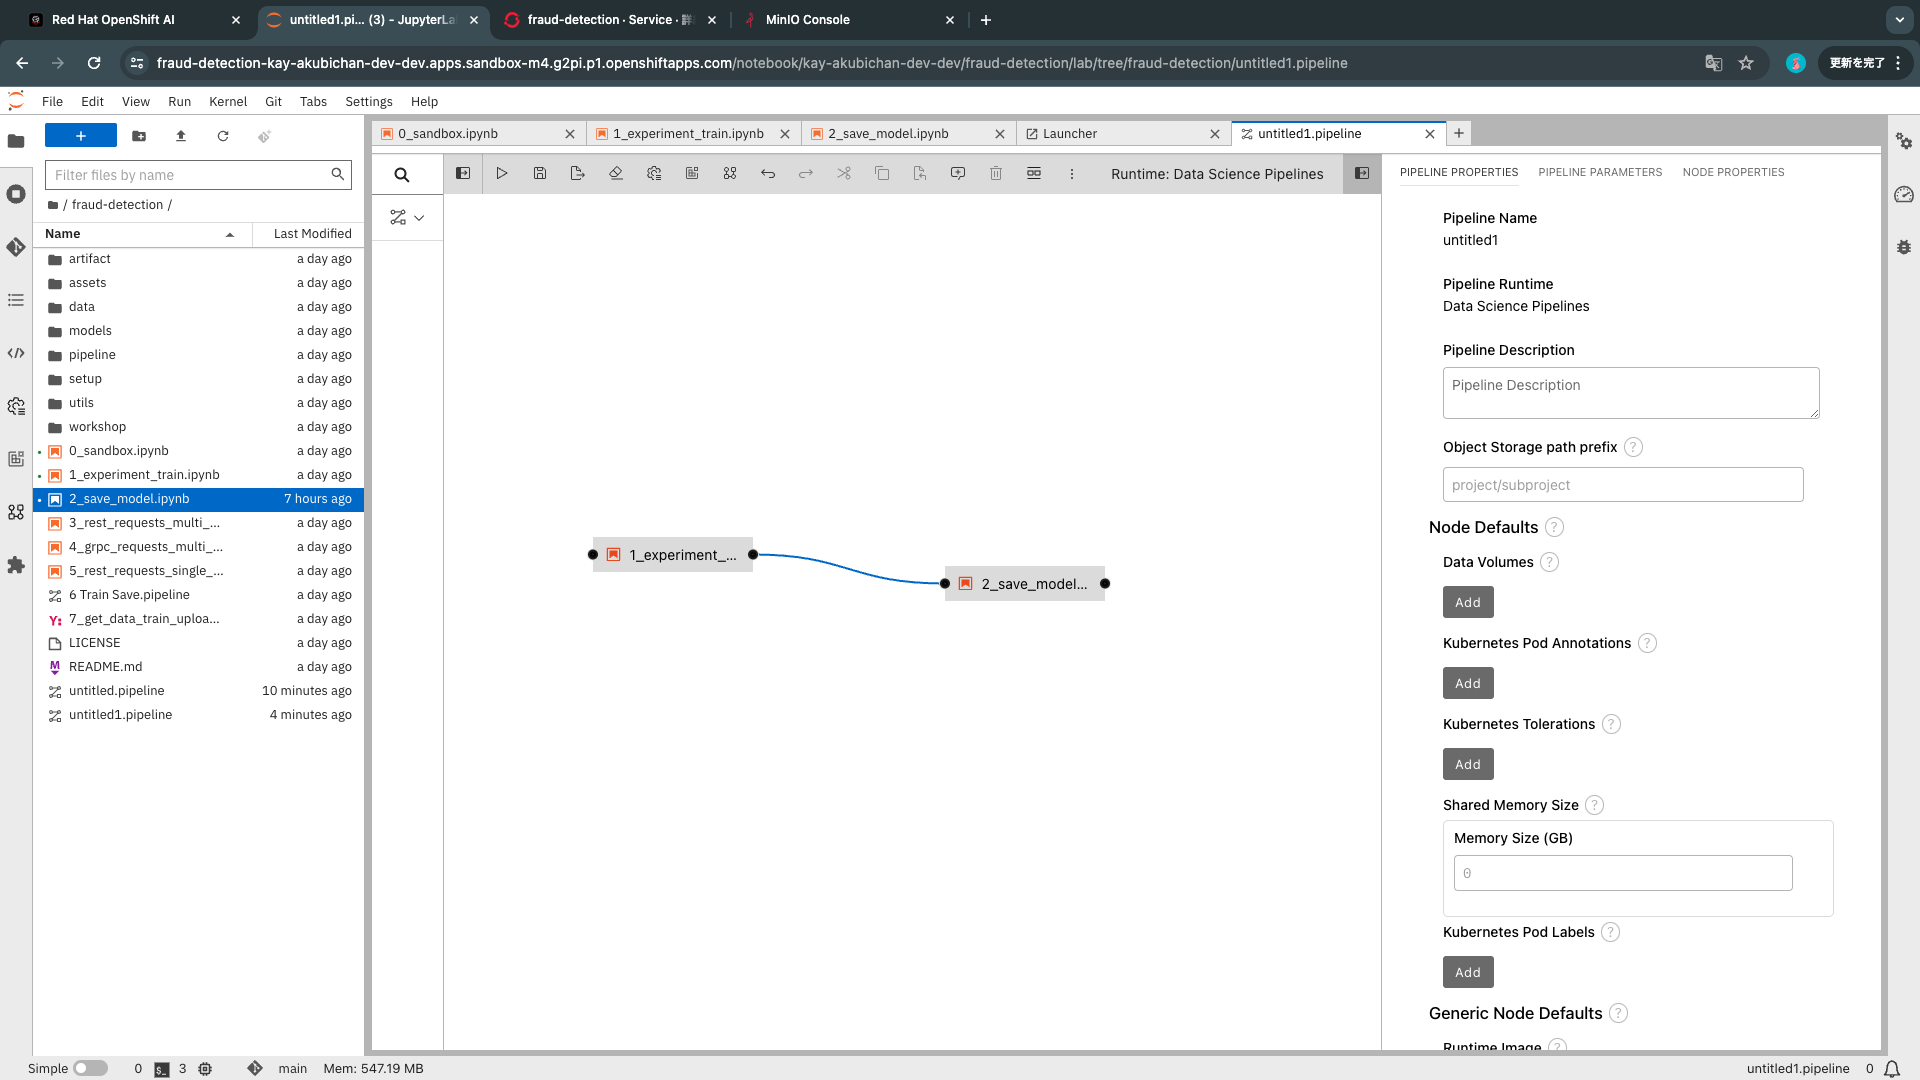 Red Hat OpenShift AI
untitled1.pi... (3) - JupyterLa
fraud-detection · Service ·
MinIO Console
fraud-detection-kay-akubichan-dev-dev.apps.sandbox-m4.g2pi.p1.openshiftapps.com/notebook/kay-akubichan-dev-dev/fraud-detection/lab/tree/fraud-detection/untitled1.pipeline
更新を完了
File Edit View Run Kernel Git Tabs Settings Help
0_sandbox.ipynb
1_experiment_train.ipynb
2_save_model.ipynb
Launcher
untitled1.pipeline
Filter files by name
/ fraud-detection /
Name Last Modified
artifact a day ago
assets a day ago
data a day ago
models a day ago
pipeline a day ago
setup a day ago
utils a day ago
workshop a day ago
0_sandbox.ipynb a day ago
1_experiment_train.ipynb a day ago
2_save_model.ipynb 7 hours ago
3_rest_requests_multi_... a day ago
4_grpc_requests_multi_... a day ago
5_rest_requests_single_... a day ago
6 Train Save.pipeline a day ago
7_get_data_train_uploa... a day ago
LICENSE a day ago
README.md a day ago
untitled.pipeline 10 minutes ago
untitled1.pipeline 4 minutes ago
Runtime: Data Science Pipelines
1_experiment_...
2_save_model...
PIPELINE PROPERTIES PIPELINE PARAMETERS NODE PROPERTIES
Pipeline Name
untitled1
Pipeline Runtime
Data Science Pipelines
Pipeline Description
Pipeline Description
Object Storage path prefix ?
project/subproject
Node Defaults ?
Data Volumes ?
Add
Kubernetes Pod Annotations ?
Add
Kubernetes Tolerations ?
Add
Shared Memory Size ?
Memory Size (GB)
0
Kubernetes Pod Labels ?
Add
Generic Node Defaults ?
Runtime Image ?
Simple 0 3 main Mem: 547.19 MB
untitled1.pipeline 0